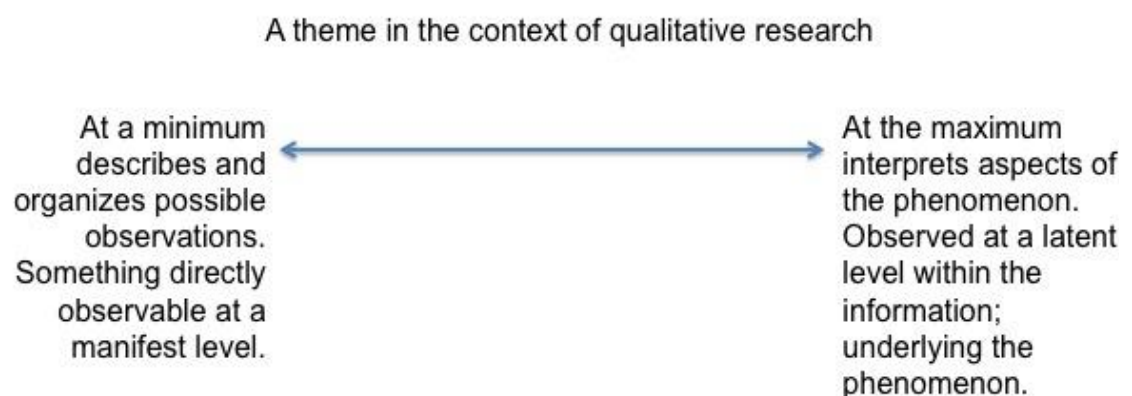 A theme in the context of qualitative research
At a minimum
describes and
organizes possible
observations.
Something directly
observable at a
manifest level.
At the maximum
interprets aspects of
the phenomenon.
Observed at a latent
level within the
information;
underlying the
phenomenon.